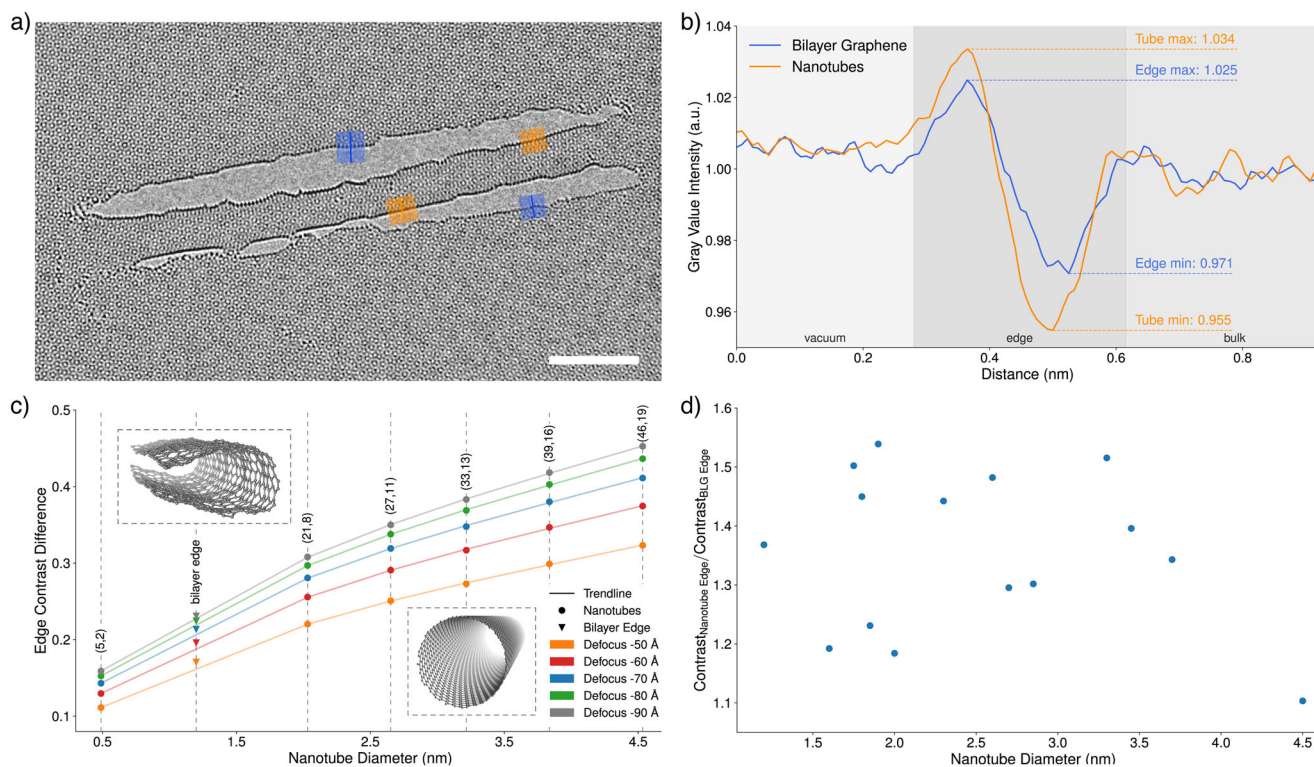 a)
b)
Gray Value Intensity (a.u.)
1.04
1.02
1.00
0.98
0.96
Bilayer Graphene
Nanotubes
Tube max: 1.034
Edge max: 1.025
Edge min: 0.971
Tube min: 0.955
vacuum
edge
bulk
0.0
0.2
0.4
0.6
0.8
Distance (nm)
c)
Edge Contrast Difference
0.5
0.4
0.3
0.2
0.1
(5,2)
bilayer edge
(21,8)
(27,11)
(33,13)
(39,16)
(46,19)
Trendline
Nanotubes
Bilayer Edge
Defocus -50 Å
Defocus -60 Å
Defocus -70 Å
Defocus -80 Å
Defocus -90 Å
0.5
1.5
2.5
3.5
4.5
Nanotube Diameter (nm)
d)
Contrast Nanotube Edge/Contrast BLG Edge
1.6
1.5
1.4
1.3
1.2
1.1
1.5
2.0
2.5
3.0
3.5
4.0
4.5
Nanotube Diameter (nm)